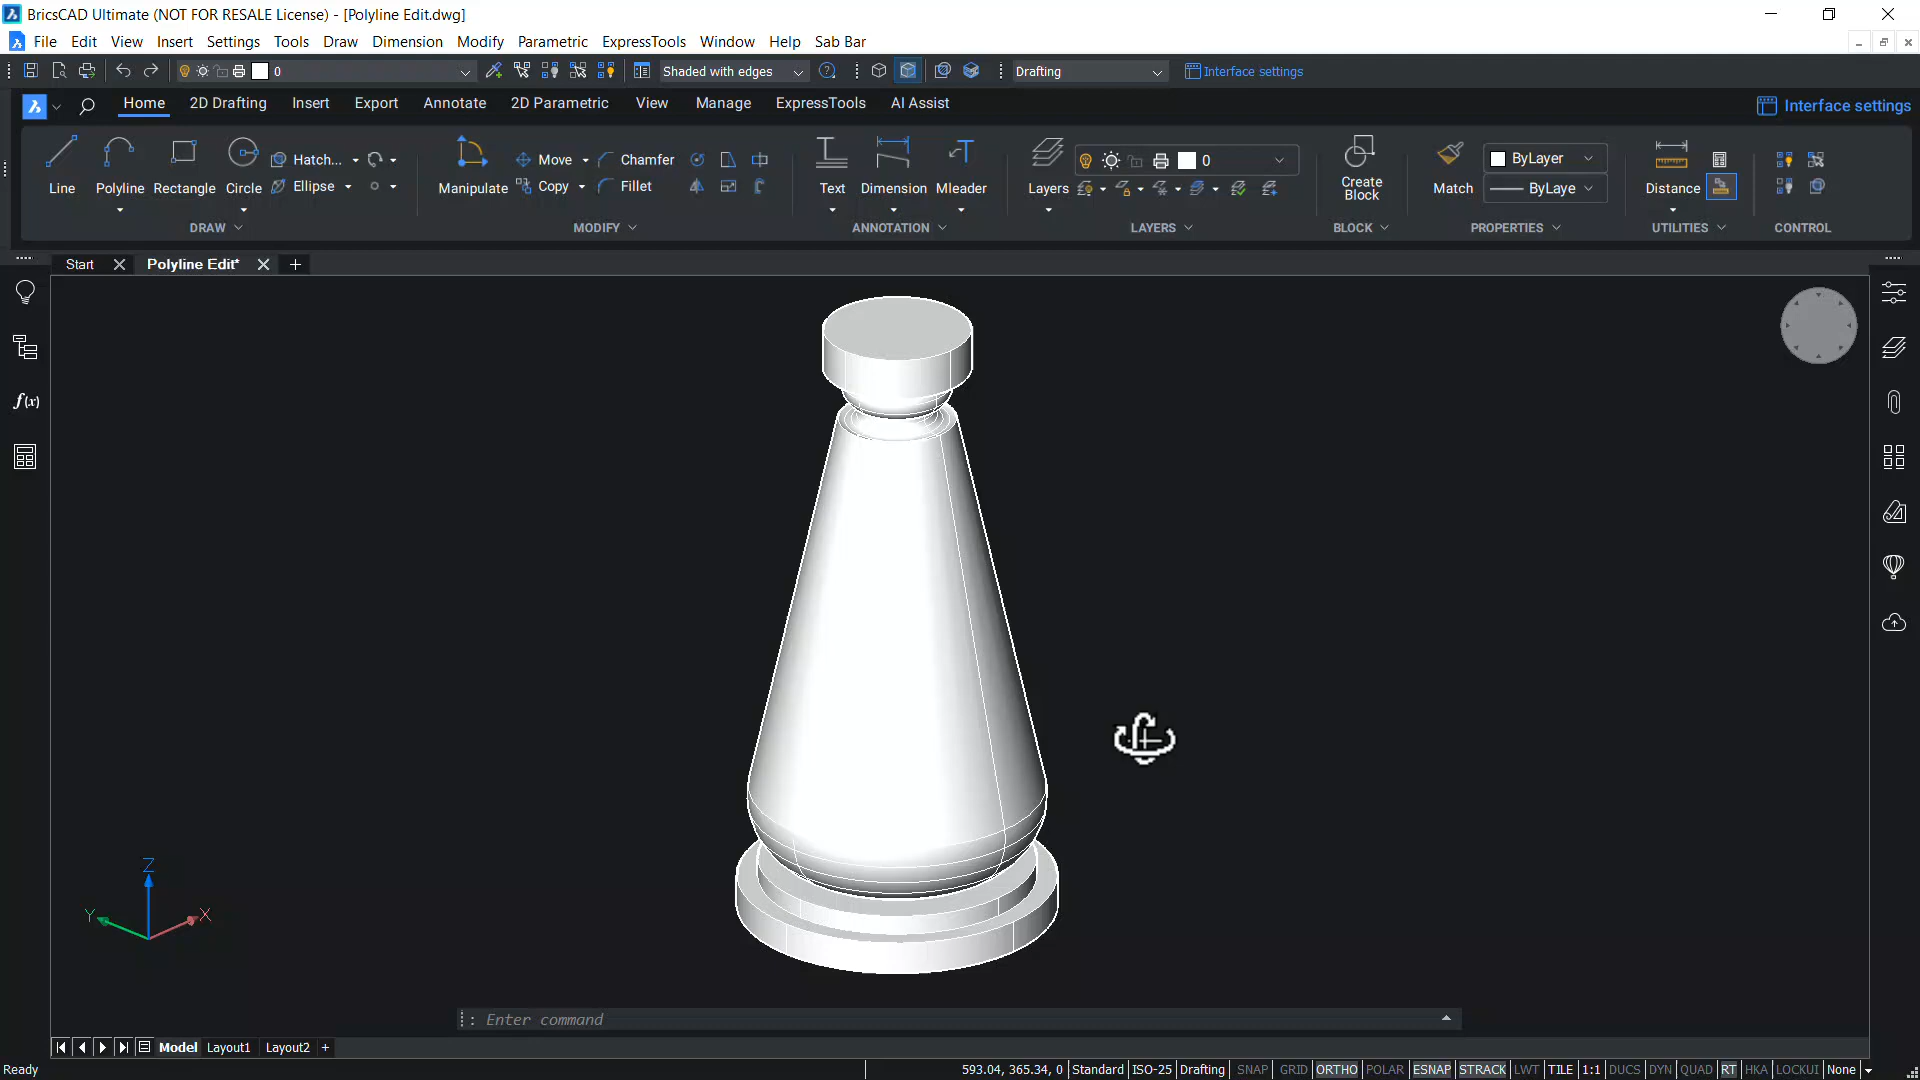 BricsCAD Ultimate (NOT FOR RESALE License) - [Polyline Edit.dwg]
File Edit View Insert Settings Tools Draw Dimension Modify Parametric ExpressTools Window Help Sab Bar
0 Shaded with edges Drafting Interface settings
Home 2D Drafting Insert Export Annotate 2D Parametric View Manage ExpressTools AI Assist Interface settings
Hatch... Move Chamfer 0 ByLayer
Line Polyline Rectangle Circle Ellipse Manipulate Copy Fillet Text Dimension Mleader Layers Create Block Match ByLaye Distance
DRAW MODIFY ANNOTATION LAYERS BLOCK PROPERTIES UTILITIES CONTROL
Start Polyline Edit*
f(x)
Z
Y X
: Enter command
Model Layout1 Layout2 +
Ready 593.04, 365.34, 0 Standard ISO-25 Drafting SNAP GRID ORTHO POLAR ESNAP STRACK LWT TILE 1:1 DUCS DYN QUAD RT HKA LOCKUI None